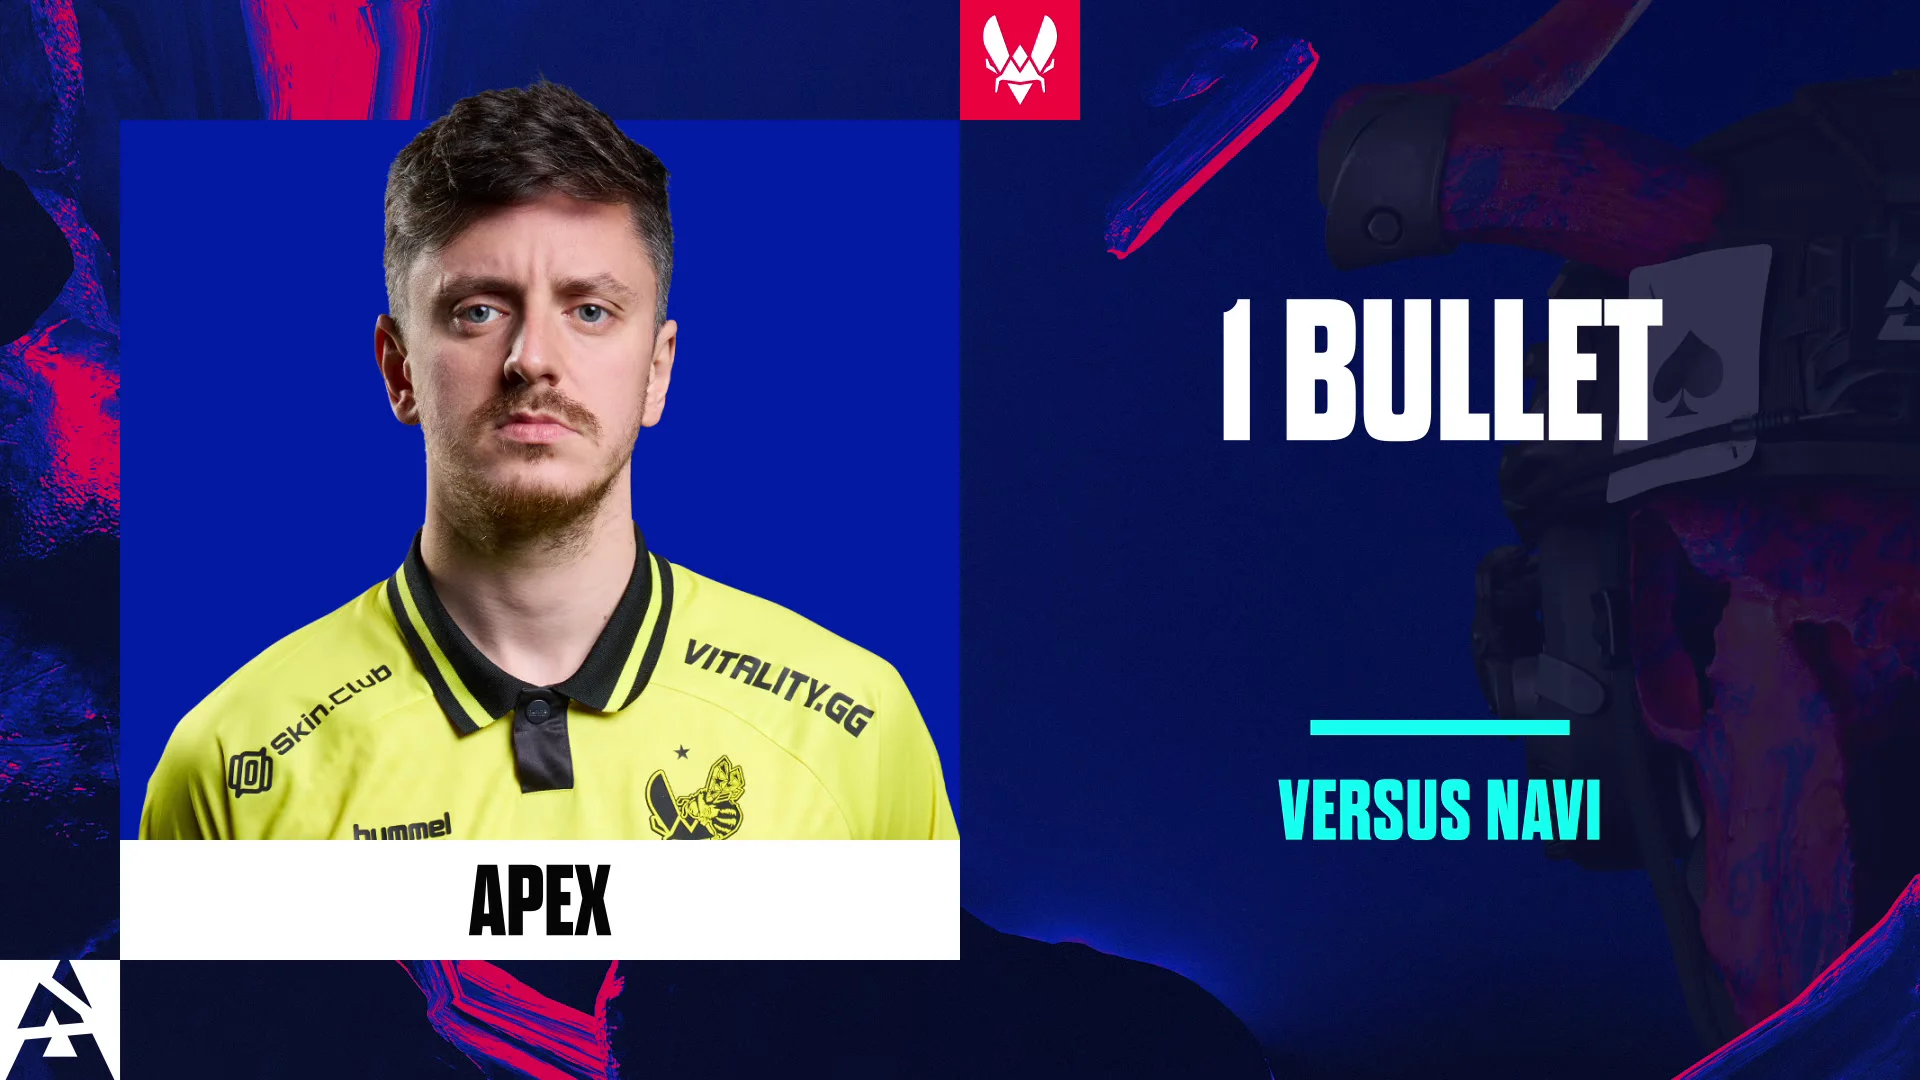 1 BULLET
VERSUS NAVI
skin.club
VITALITY.GG
hummel
APEX